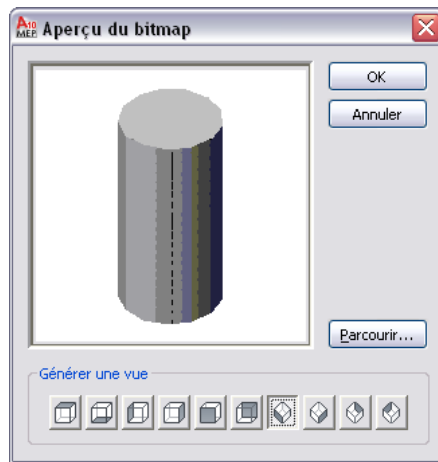 A10
MEP
Aperçu du bitmap
OK
Annuler
Parcourir...
Générer une vue